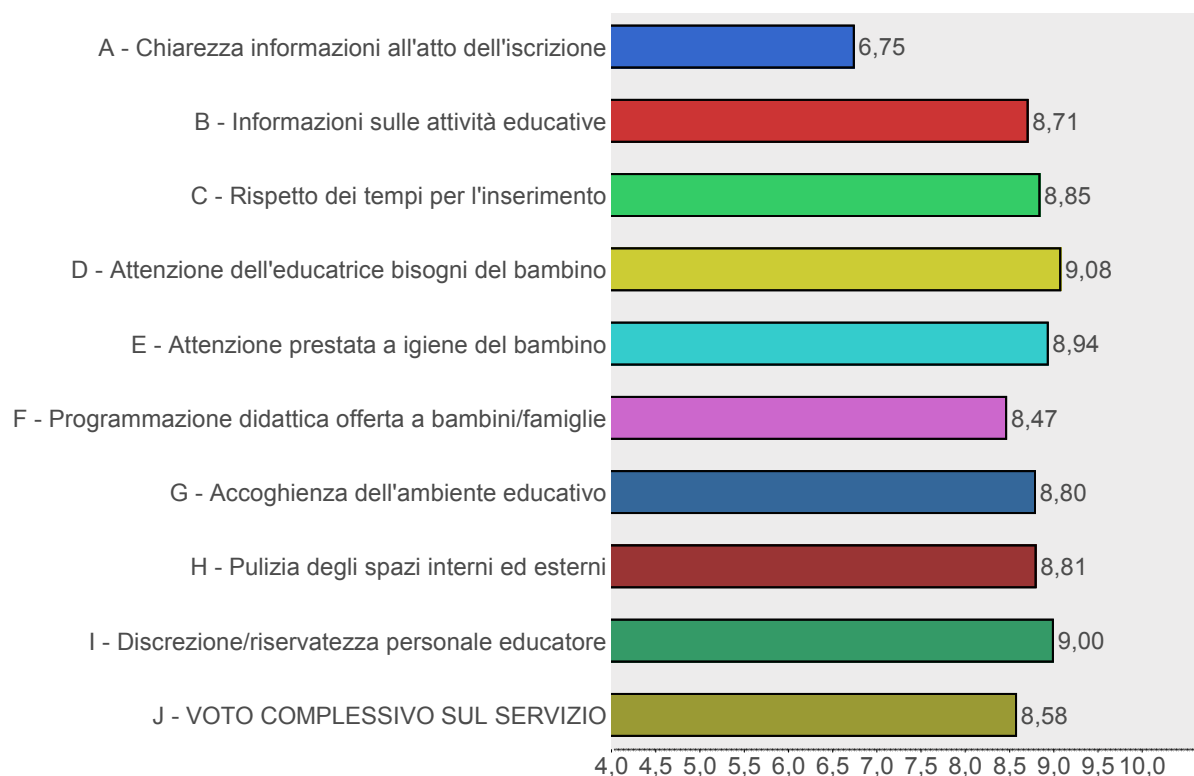 A - Chiarezza informazioni all'atto dell'iscrizione 6,75
B - Informazioni sulle attività educative 8,71
C - Rispetto dei tempi per l'inserimento 8,85
D - Attenzione dell'educatrice bisogni del bambino 9,08
E - Attenzione prestata a igiene del bambino 8,94
F - Programmazione didattica offerta a bambini/famiglie 8,47
G - Accoghienza dell'ambiente educativo 8,80
H - Pulizia degli spazi interni ed esterni 8,81
I - Discrezione/riservatezza personale educatore 9,00
J - VOTO COMPLESSIVO SUL SERVIZIO 8,58
4,0 4,5 5,0 5,5 6,0 6,5 7,0 7,5 8,0 8,5 9,0 9,5 10,0